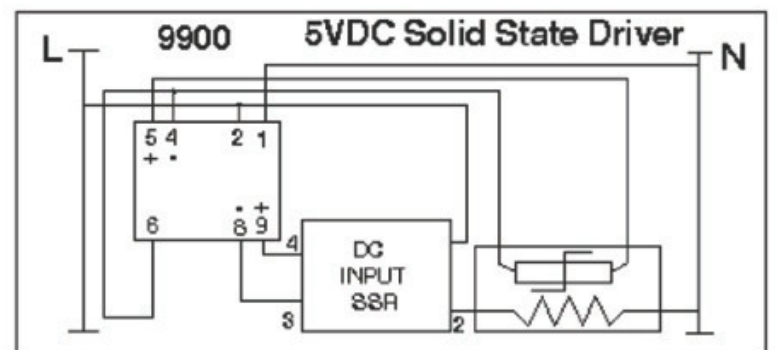 L 9900 5VDC Solid State Driver N
5 4 2 1
+ -
- +
6 8 9
4
DC
INPUT
SSR
3 2